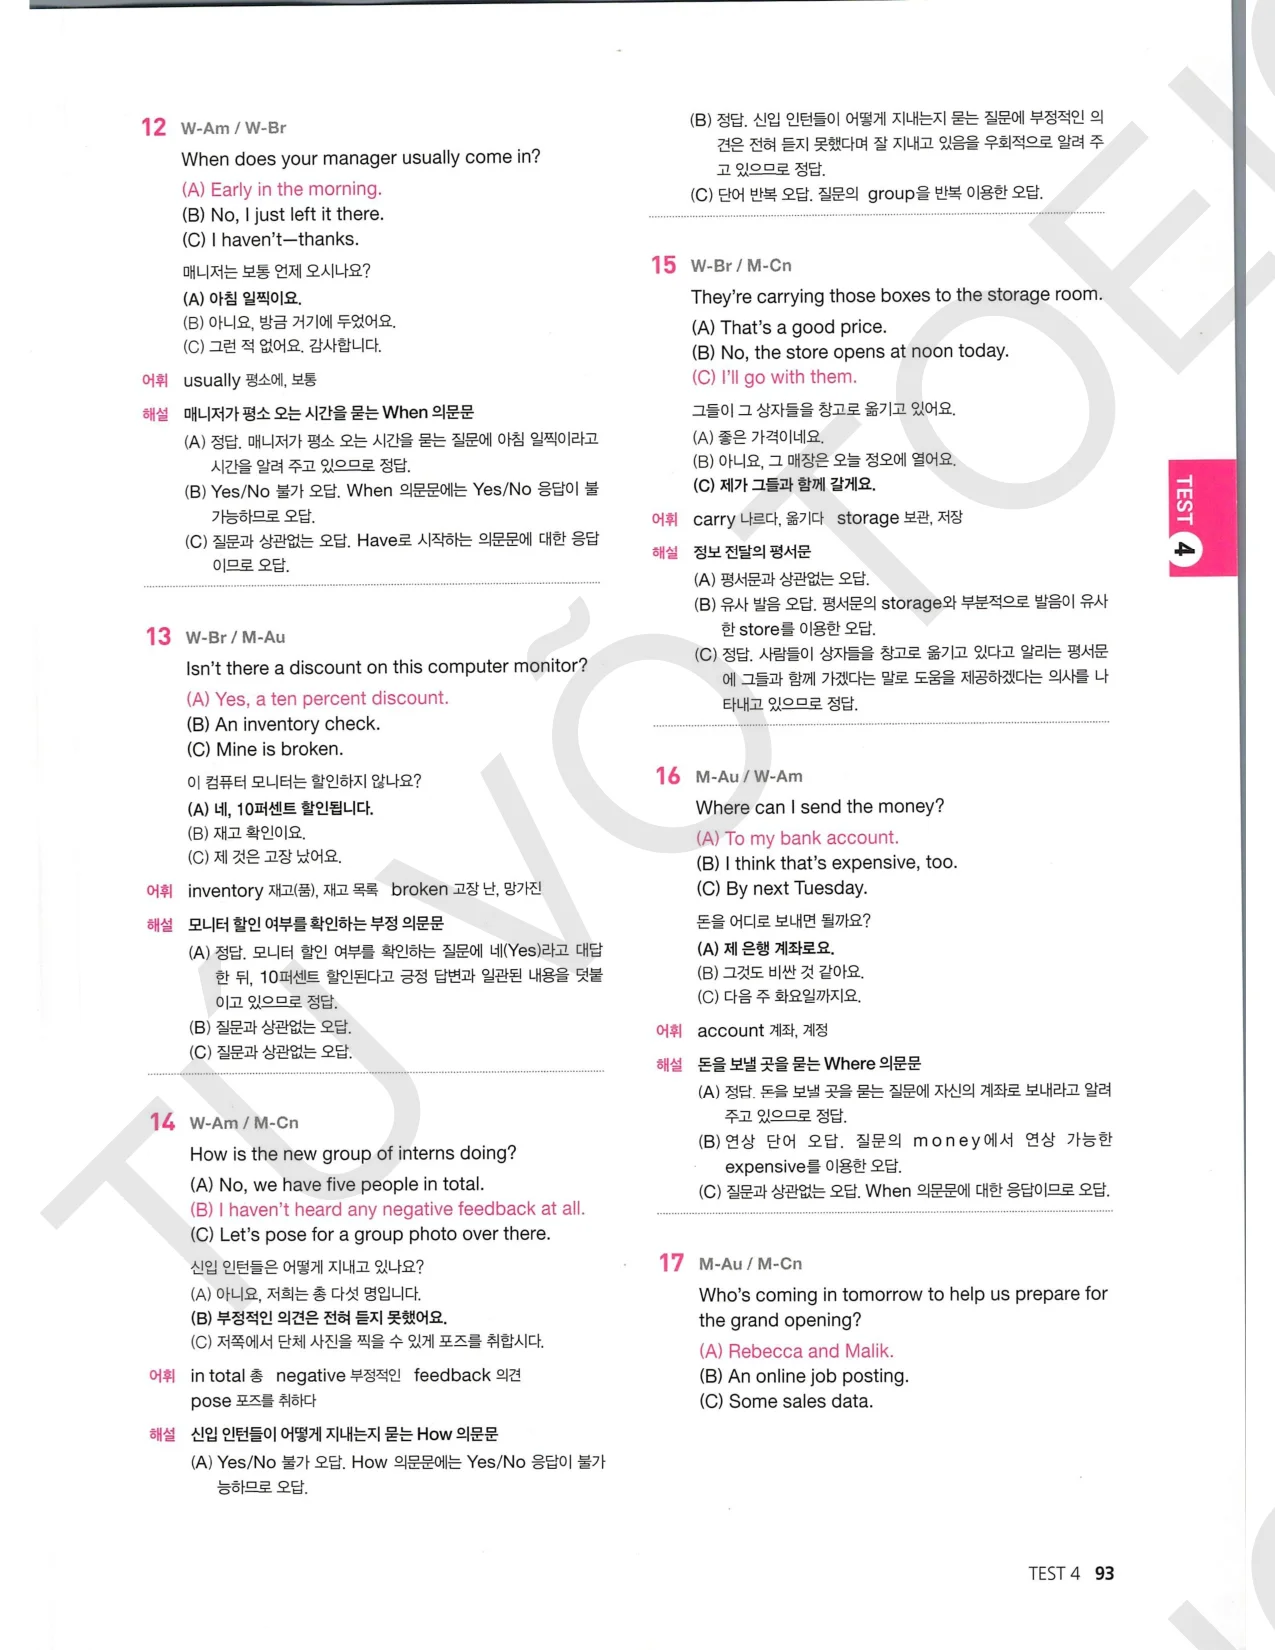 12 W-Am / W-Br
When does your manager usually come in?
(A) Early in the morning.
(B) No, I just left it there.
(C) I haven't—thanks.
매니저는 보통 언제 오시나요?
(A) 아침 일찍이요.
(B) 아니요, 방금 거기에 두었어요.
(C) 그런 적 없어요. 감사합니다.
어휘 usually 평소에, 보통
해설 매니저가 평소 오는 시간을 묻는 When 의문문
(A) 정답. 매니저가 평소 오는 시간을 묻는 질문에 아침 일찍이라고
시간을 알려 주고 있으므로 정답.
(B) Yes/No 불가 오답. When 의문문에는 Yes/No 응답이 불
가능하므로 오답.
(C) 질문과 상관없는 오답. Have로 시작하는 의문문에 대한 응답
이므로 오답.
13 W-Br / M-Au
Isn't there a discount on this computer monitor?
(A) Yes, a ten percent discount.
(B) An inventory check.
(C) Mine is broken.
이 컴퓨터 모니터는 할인하지 않나요?
(A) 네, 10퍼센트 할인됩니다.
(B) 재고 확인이요.
(C) 제 것은 고장 났어요.
어휘 inventory 재고(품), 재고 목록 broken 고장 난, 망가진
해설 모니터 할인 여부를 확인하는 부정 의문문
(A) 정답. 모니터 할인 여부를 확인하는 질문에 네(Yes)라고 대답
한 뒤, 10퍼센트 할인된다고 긍정 답변과 일관된 내용을 덧붙
이고 있으므로 정답.
(B) 질문과 상관없는 오답.
(C) 질문과 상관없는 오답.
14 W-Am / M-Cn
How is the new group of interns doing?
(A) No, we have five people in total.
(B) I haven't heard any negative feedback at all.
(C) Let's pose for a group photo over there.
신입 인턴들은 어떻게 지내고 있나요?
(A) 아니요, 저희는 총 다섯 명입니다.
(B) 부정적인 의견은 전혀 듣지 못했어요.
(C) 저쪽에서 단체 사진을 찍을 수 있게 포즈를 취합시다.
어휘 in total 총 negative 부정적인 feedback 의견
pose 포즈를 취하다
해설 신입 인턴들이 어떻게 지내는지 묻는 How 의문문
(A) Yes/No 불가 오답. How 의문문에는 Yes/No 응답이 불가
능하므로 오답.
(B) 정답. 신입 인턴들이 어떻게 지내는지 묻는 질문에 부정적인 의
견은 전혀 듣지 못했다며 잘 지내고 있음을 우회적으로 알려 주
고 있으므로 정답.
(C) 단어 반복 오답. 질문의 group을 반복 이용한 오답.
15 W-Br / M-Cn
They're carrying those boxes to the storage room.
(A) That's a good price.
(B) No, the store opens at noon today.
(C) I'll go with them.
그들이 그 상자들을 창고로 옮기고 있어요.
(A) 좋은 가격이네요.
(B) 아니요, 그 매장은 오늘 정오에 열어요.
(C) 제가 그들과 함께 갈게요.
어휘 carry 나르다, 옮기다 storage 보관, 저장
해설 정보 전달의 평서문
(A) 평서문과 상관없는 오답.
(B) 유사 발음 오답. 평서문의 storage와 부분적으로 발음이 유사
한 store를 이용한 오답.
(C) 정답. 사람들이 상자들을 창고로 옮기고 있다고 알리는 평서문
에 그들과 함께 가겠다는 말로 도움을 제공하겠다는 의사를 나
타내고 있으므로 정답.
16 M-Au / W-Am
Where can I send the money?
(A) To my bank account.
(B) I think that's expensive, too.
(C) By next Tuesday.
돈을 어디로 보내면 될까요?
(A) 제 은행 계좌로요.
(B) 그것도 비싼 것 같아요.
(C) 다음 주 화요일까지요.
어휘 account 계좌, 계정
해설 돈을 보낼 곳을 묻는 Where 의문문
(A) 정답. 돈을 보낼 곳을 묻는 질문에 자신의 계좌로 보내라고 알려
주고 있으므로 정답.
(B) 연상 단어 오답. 질문의 money에서 연상 가능한
expensive를 이용한 오답.
(C) 질문과 상관없는 오답. When 의문문에 대한 응답이므로 오답.
17 M-Au / M-Cn
Who's coming in tomorrow to help us prepare for
the grand opening?
(A) Rebecca and Malik.
(B) An online job posting.
(C) Some sales data.
TEST 4
TEST 4 93
TÚ VÕ TOEIC